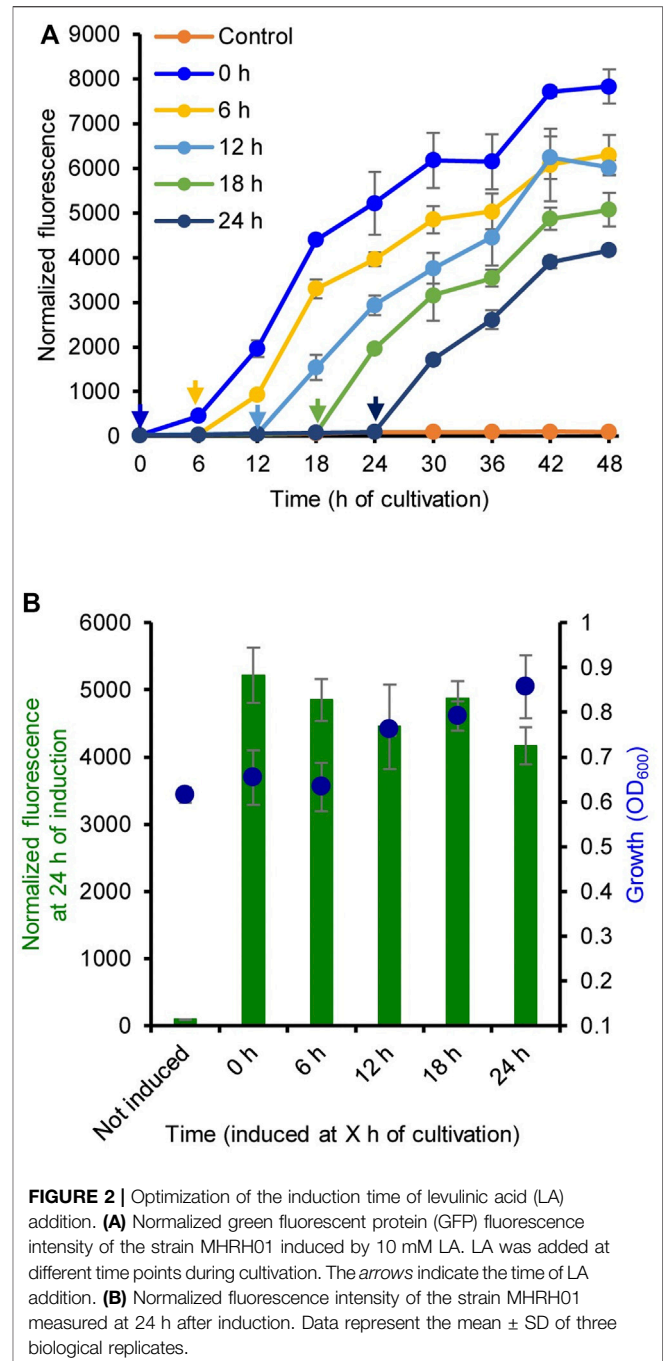 A
Control
0 h
6 h
12 h
18 h
24 h
9000
8000
7000
6000
5000
4000
3000
2000
1000
0
Normalized fluorescence
0 6 12 18 24 30 36 42 48
Time (h of cultivation)
B
6000
5000
4000
3000
2000
1000
0
Normalized fluorescence
at 24 h of induction
1
0.9
0.8
0.7
0.6
0.5
0.4
0.3
0.2
0.1
Growth (OD600)
Not induced 0 h 6 h 12 h 18 h 24 h
Time (induced at X h of cultivation)
FIGURE 2 | Optimization of the induction time of levulinic acid (LA)
addition. (A) Normalized green fluorescent protein (GFP) fluorescence
intensity of the strain MHRH01 induced by 10 mM LA. LA was added at
different time points during cultivation. The arrows indicate the time of LA
addition. (B) Normalized fluorescence intensity of the strain MHRH01
measured at 24 h after induction. Data represent the mean ± SD of three
biological replicates.